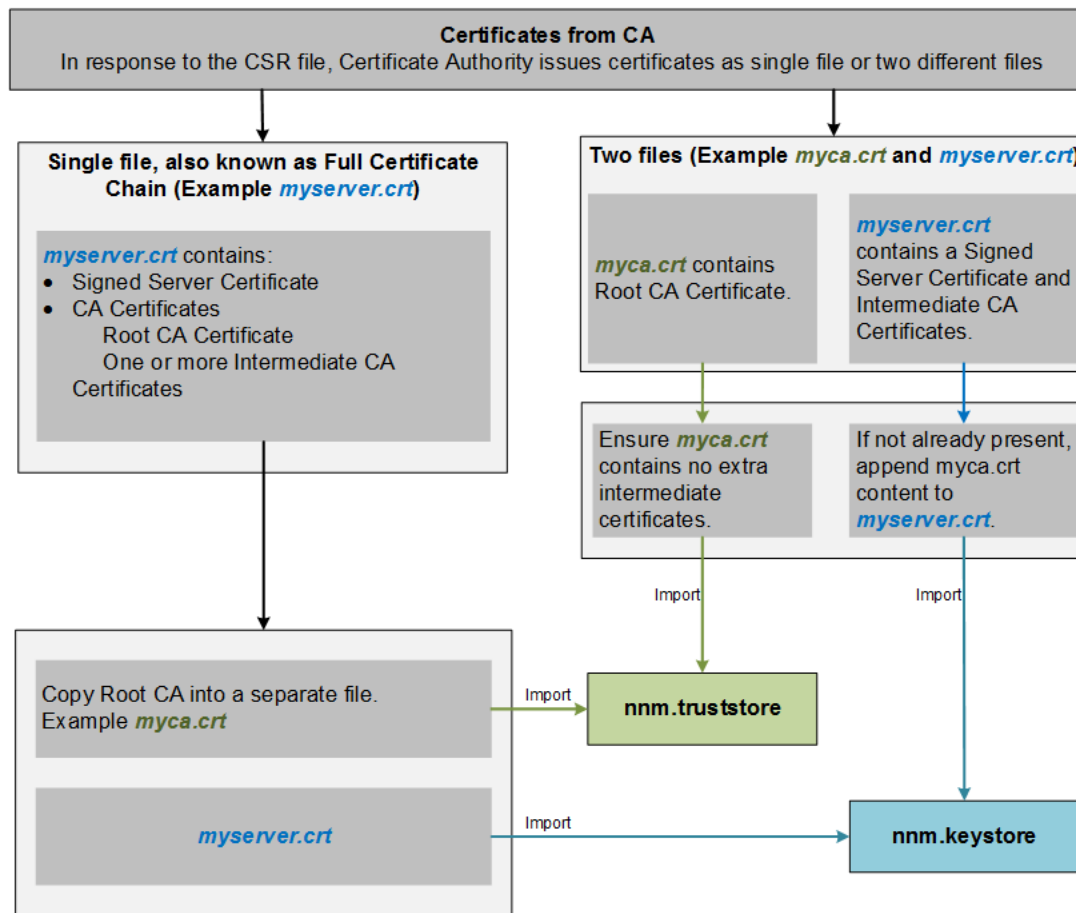 Certificates from CA
In response to the CSR file, Certificate Authority issues certificates as single file or two different files
Single file, also known as Full Certificate
Chain (Example myserver.crt)
myserver.crt contains:
• Signed Server Certificate
• CA Certificates
Root CA Certificate
One or more Intermediate CA
Certificates
Two files (Example myca.crt and myserver.crt)
myca.crt contains
Root CA Certificate.
myserver.crt
contains a Signed
Server Certificate and
Intermediate CA
Certificates.
Ensure myca.crt
contains no extra
intermediate
certificates.
If not already present,
append myca.crt
content to
myserver.crt.
Import
Import
Copy Root CA into a separate file.
Example myca.crt
Import
nnm.truststore
myserver.crt
Import
nnm.keystore